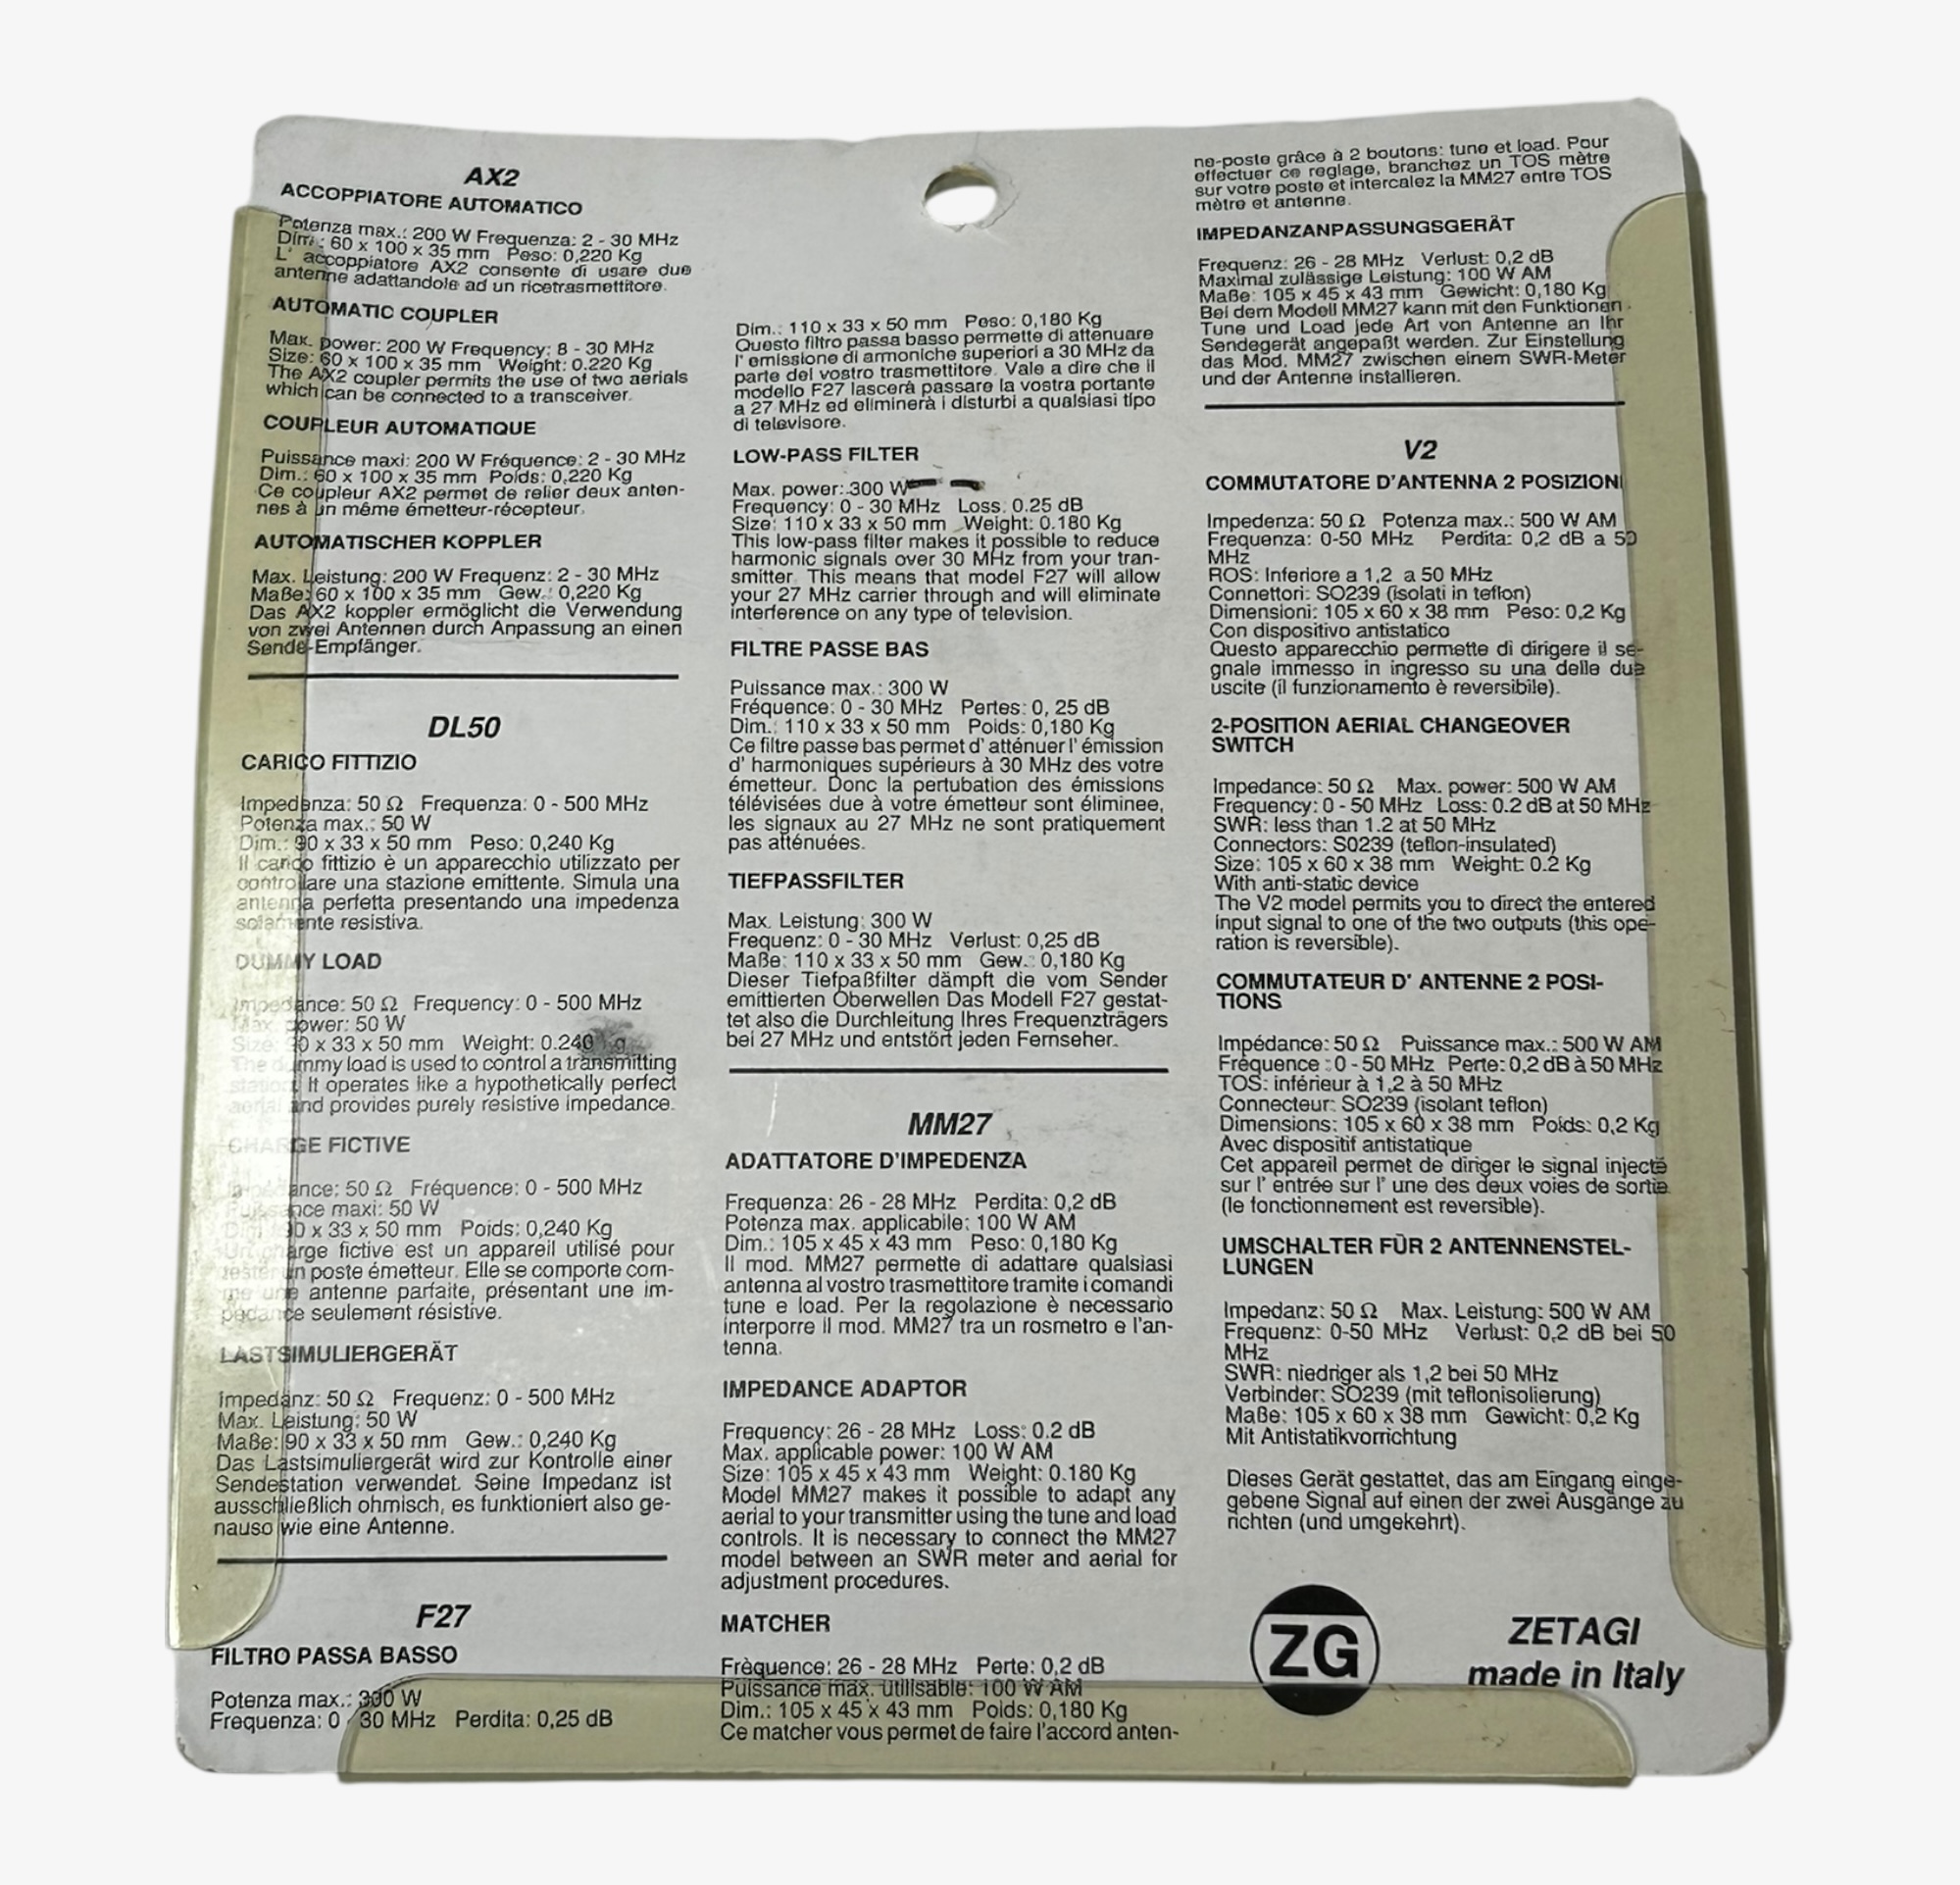 AX2
ACCOPPIATORE AUTOMATICO
Potenza max.: 200 W Frequenza: 2 - 30 MHz
Dim.: 60 x 100 x 35 mm Peso: 0,220 Kg
L' accoppiatore AX2 consente di usare due
antenne adattandole ad un ricetrasmettitore.
AUTOMATIC COUPLER
Max. power: 200 W Frequency: 8 - 30 MHz
Size: 60 x 100 x 35 mm Weight: 0.220 Kg
The AX2 coupler permits the use of two aerials
which can be connected to a transceiver.
COUPLEUR AUTOMATIQUE
Puissance maxi: 200 W Fréquence: 2 - 30 MHz
Dim.: 60 x 100 x 35 mm Poids: 0,220 Kg
Ce coupleur AX2 permet de relier deux anten-
nes à un même émetteur-récepteur.
AUTOMATISCHER KOPPLER
Max. Leistung: 200 W Frequenz: 2 - 30 MHz
Maße: 60 x 100 x 35 mm Gew.: 0,220 Kg
Das AX2 koppler ermöglicht die Verwendung
von zwei Antennen durch Anpassung an einen
Sende-Empfänger.
DL50
CARICO FITTIZIO
Impedenza: 50 Ω Frequenza: 0 - 500 MHz
Potenza max.: 50 W
Dim.: 90 x 33 x 50 mm Peso: 0,240 Kg
Il carico fittizio è un apparecchio utilizzato per
controllare una stazione emittente. Simula una
antenna perfetta presentando una impedenza
solamente resistiva.
DUMMY LOAD
Impedance: 50 Ω Frequency: 0 - 500 MHz
Max. power: 50 W
Size: 90 x 33 x 50 mm Weight: 0.240 Kg
The dummy load is used to control a transmitting
station. It operates like a hypothetically perfect
aerial and provides purely resistive impedance.
CHARGE FICTIVE
Impédance: 50 Ω Fréquence: 0 - 500 MHz
Puissance maxi: 50 W
Dim.: 90 x 33 x 50 mm Poids: 0,240 Kg
Un charge fictive est un appareil utilisé pour
tester un poste émetteur. Elle se comporte com-
me une antenne parfaite, présentant une im-
pedance seulement résistive.
LASTSIMULIERGERÄT
Impedanz: 50 Ω Frequenz: 0 - 500 MHz
Max. Leistung: 50 W
Maße: 90 x 33 x 50 mm Gew.: 0,240 Kg
Das Lastsimuliergerät wird zur Kontrolle einer
Sendestation verwendet. Seine Impedanz ist
ausschließlich ohmisch, es funktioniert also ge-
nauso wie eine Antenne.
F27
FILTRO PASSA BASSO
Potenza max.: 300 W
Frequenza: 0 - 30 MHz Perdita: 0,25 dB
Dim.: 110 x 33 x 50 mm Peso: 0,180 Kg
Questo filtro passa basso permette di attenuare
l' emissione di armoniche superiori a 30 MHz da
parte del vostro trasmettitore. Vale a dire che il
modello F27 lascerà passare la vostra portante
a 27 MHz ed eliminerà i disturbi a qualsiasi tipo
di televisore.
LOW-PASS FILTER
Max. power: 300 W
Frequency: 0 - 30 MHz Loss: 0.25 dB
Size: 110 x 33 x 50 mm Weight: 0.180 Kg
This low-pass filter makes it possible to reduce
harmonic signals over 30 MHz from your tran-
smitter. This means that model F27 will allow
your 27 MHz carrier through and will eliminate
interference on any type of television.
FILTRE PASSE BAS
Puissance max.: 300 W
Fréquence: 0 - 30 MHz Pertes: 0, 25 dB
Dim.: 110 x 33 x 50 mm Poids: 0,180 Kg
Ce filtre passe bas permet d' atténuer l' émission
d' harmoniques supérieurs à 30 MHz des votre
émetteur. Donc la pertubation des émissions
télévisées due à votre émetteur sont éliminee,
les signaux au 27 MHz ne sont pratiquement
pas atténuées.
TIEFPASSFILTER
Max. Leistung: 300 W
Frequenz: 0 - 30 MHz Verlust: 0,25 dB
Maße: 110 x 33 x 50 mm Gew.: 0,180 Kg
Dieser Tiefpaßfilter dämpft die vom Sender
emittierten Oberwellen Das Modell F27 gestat-
tet also die Durchleitung Ihres Frequenzträgers
bei 27 MHz und entstört jeden Fernseher.
MM27
ADATTATORE D'IMPEDENZA
Frequenza: 26 - 28 MHz Perdita: 0,2 dB
Potenza max. applicabile: 100 W AM
Dim.: 105 x 45 x 43 mm Peso: 0,180 Kg
Il mod. MM27 permette di adattare qualsiasi
antenna al vostro trasmettitore tramite i comandi
tune e load. Per la regolazione è necessario
interporre il mod. MM27 tra un rosmetro e l'an-
tenna.
IMPEDANCE ADAPTOR
Frequency: 26 - 28 MHz Loss: 0.2 dB
Max. applicable power: 100 W AM
Size: 105 x 45 x 43 mm Weight: 0.180 Kg
Model MM27 makes it possible to adapt any
aerial to your transmitter using the tune and load
controls. It is necessary to connect the MM27
model between an SWR meter and aerial for
adjustment procedures.
MATCHER
Frèquence: 26 - 28 MHz Perte: 0,2 dB
Puissance max. utilisable: 100 W AM
Dim.: 105 x 45 x 43 mm Poids: 0,180 Kg
Ce matcher vous permet de faire l'accord anten-
ne-poste grâce à 2 boutons: tune et load. Pour
effectuer ce reglage, branchez un TOS mètre
sur votre poste et intercalez la MM27 entre TOS
mètre et antenne.
IMPEDANZANPASSUNGSGERÄT
Frequenz: 26 - 28 MHz Verlust: 0,2 dB
Maximal zulässige Leistung: 100 W AM
Maße: 105 x 45 x 43 mm Gewicht: 0,180 Kg
Bei dem Modell MM27 kann mit den Funktionen
Tune und Load jede Art von Antenne an Ihr
Sendegerät angepaßt werden. Zur Einstellung
das Mod. MM27 zwischen einem SWR-Meter
und der Antenne installieren.
V2
COMMUTATORE D'ANTENNA 2 POSIZIONI
Impedenza: 50 Ω Potenza max.: 500 W AM
Frequenza: 0-50 MHz Perdita: 0,2 dB a 50
MHz
ROS: Inferiore a 1,2 a 50 MHz
Connettori: SO239 (isolati in teflon)
Dimensioni: 105 x 60 x 38 mm Peso: 0,2 Kg
Con dispositivo antistatico
Questo apparecchio permette di dirigere il se-
gnale immesso in ingresso su una delle due
uscite (il funzionamento è reversibile).
2-POSITION AERIAL CHANGEOVER
SWITCH
Impedance: 50 Ω Max. power: 500 W AM
Frequency: 0 - 50 MHz Loss: 0.2 dB at 50 MHz
SWR: less than 1.2 at 50 MHz
Connectors: S0239 (teflon-insulated)
Size: 105 x 60 x 38 mm Weight: 0.2 Kg
With anti-static device
The V2 model permits you to direct the entered
input signal to one of the two outputs (this ope-
ration is reversible).
COMMUTATEUR D' ANTENNE 2 POSI-
TIONS
Impédance: 50 Ω Puissance max.: 500 W AM
Fréquence : 0 - 50 MHz Perte: 0,2 dB à 50 MHz
TOS: inférieur à 1,2 à 50 MHz
Connecteur: SO239 (isolant teflon)
Dimensions: 105 x 60 x 38 mm Poids: 0,2 Kg
Avec dispositif antistatique
Cet appareil permet de diriger le signal injecté
sur l' entrée sur l' une des deux voies de sortie
(le fonctionnement est reversible).
UMSCHALTER FÜR 2 ANTENNENSTEL-
LUNGEN
Impedanz: 50 Ω Max. Leistung: 500 W AM
Frequenz: 0-50 MHz Verlust: 0,2 dB bei 50
MHz
SWR: niedriger als 1,2 bei 50 MHz
Verbinder: SO239 (mit teflonisolierung)
Maße: 105 x 60 x 38 mm Gewicht: 0,2 Kg
Mit Antistatikvorrichtung
Dieses Gerät gestattet, das am Eingang einge-
gebene Signal auf einen der zwei Ausgänge zu
richten (und umgekehrt).
ZG
ZETAGI
made in Italy